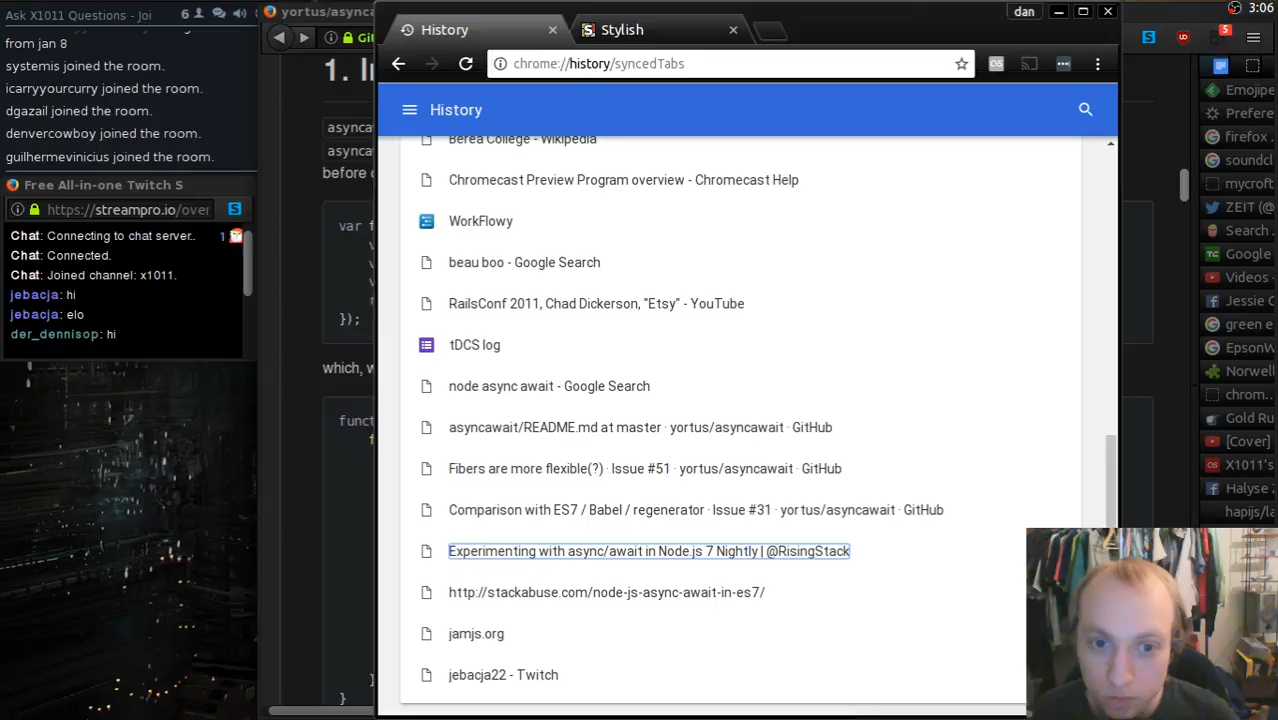 Ask X1011 Questions - Joi
6
from jan 8
systemis joined the room.
icarryyourcurry joined the room.
dgazail joined the room.
denvercowboy joined the room.
guilhermevinicius joined the room.
Free All-in-one Twitch S
https://streampro.io/over
Chat: Connecting to chat server..
1
Chat: Connected.
Chat: Joined channel: x1011.
jebacja: hi
jebacja: elo
der_dennisop: hi
yortus/asynca
Git
1. I
asynca
asynca
before
var f
});
which, w
func
}
dan
3:06
History
Stylish
chrome://history/syncedTabs
History
Berea College - Wikipedia
Chromecast Preview Program overview - Chromecast Help
WorkFlowy
beau boo - Google Search
RailsConf 2011, Chad Dickerson, "Etsy" - YouTube
tDCS log
node async await - Google Search
asyncawait/README.md at master · yortus/asyncawait · GitHub
Fibers are more flexible(?) · Issue #51 · yortus/asyncawait · GitHub
Comparison with ES7 / Babel / regenerator · Issue #31 · yortus/asyncawait · GitHub
Experimenting with async/await in Node.js 7 Nightly | @RisingStack
http://stackabuse.com/node-js-async-await-in-es7/
jamjs.org
jebacja22 - Twitch
5
Emojipe
Prefere
firefox
soundcl
mycroft
ZEIT (@
Search
Google
Videos -
Jessie C
green e
EpsonW
Norwell
chrom...
Gold Ru
[Cover]
X1011's
Halyse
hapijs/la